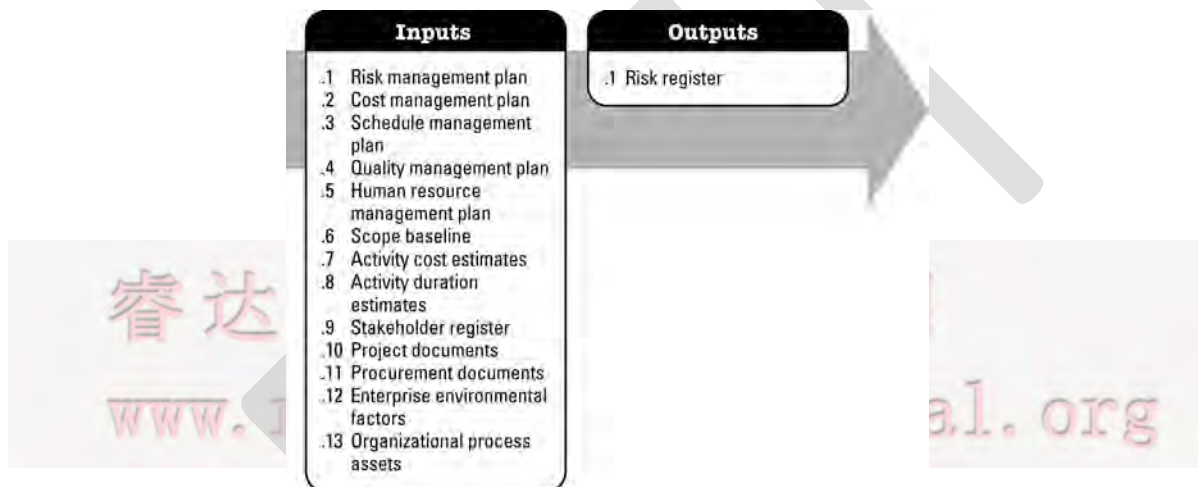 Inputs
.1 Risk management plan
.2 Cost management plan
.3 Schedule management
plan
.4 Quality management plan
.5 Human resource
management plan
.6 Scope baseline
.7 Activity cost estimates
.8 Activity duration
estimates
.9 Stakeholder register
.10 Project documents
.11 Procurement documents
.12 Enterprise environmental
factors
.13 Organizational process
assets
Outputs
.1 Risk register
睿达
www.
al.org